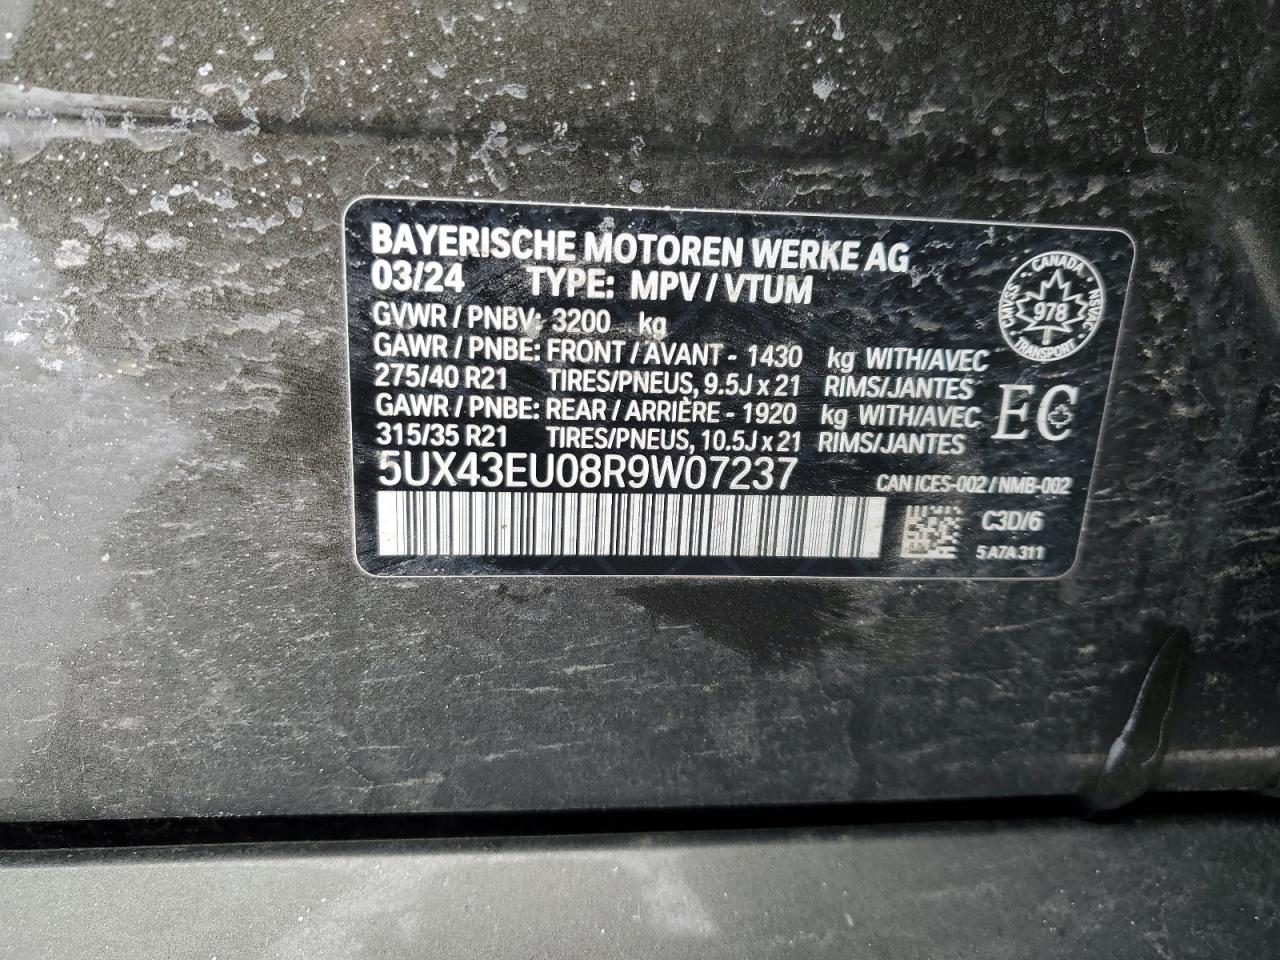 BAYERISCHE MOTOREN WERKE AG
03/24 TYPE: MPV / VTUM
GVWR / PNBV: 3200 kg
GAWR / PNBE: FRONT / AVANT - 1430 kg WITH/AVEC
275/40 R21 TIRES/PNEUS, 9.5J x 21 RIMS/JANTES
GAWR / PNBE: REAR / ARRIÈRE - 1920 kg WITH/AVEC
315/35 R21 TIRES/PNEUS, 10.5J x 21 RIMS/JANTES
5UX43EU08R9W07237
CANADA
CMVSS
978
NSVAC
TRANSPORT
EC
CAN ICES-002 / NMB-002
C3D/6
5A7A311